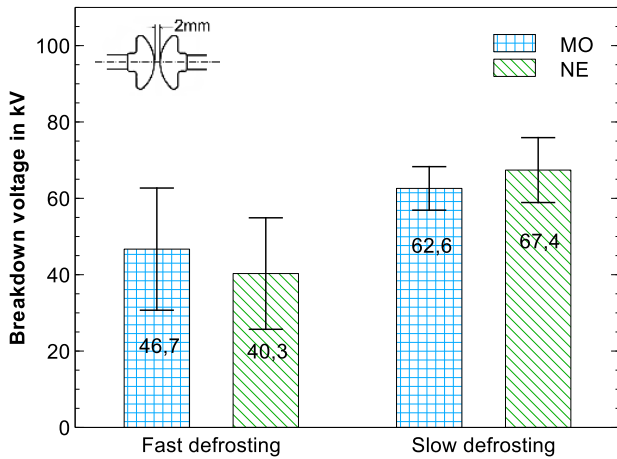 2mm
MO
NE
Breakdown voltage in kV
100
80
60
40
20
0
46,7
40,3
62,6
67,4
Fast defrosting
Slow defrosting